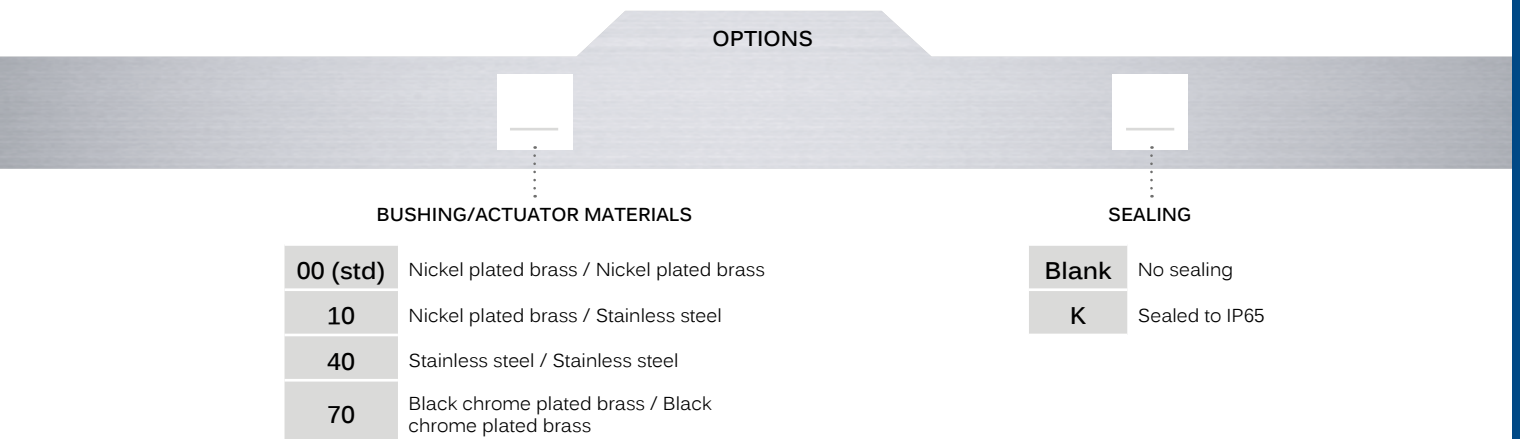 OPTIONS
BUSHING/ACTUATOR MATERIALS
00 (std) Nickel plated brass / Nickel plated brass
10 Nickel plated brass / Stainless steel
40 Stainless steel / Stainless steel
70 Black chrome plated brass / Black
chrome plated brass
SEALING
Blank No sealing
K Sealed to IP65